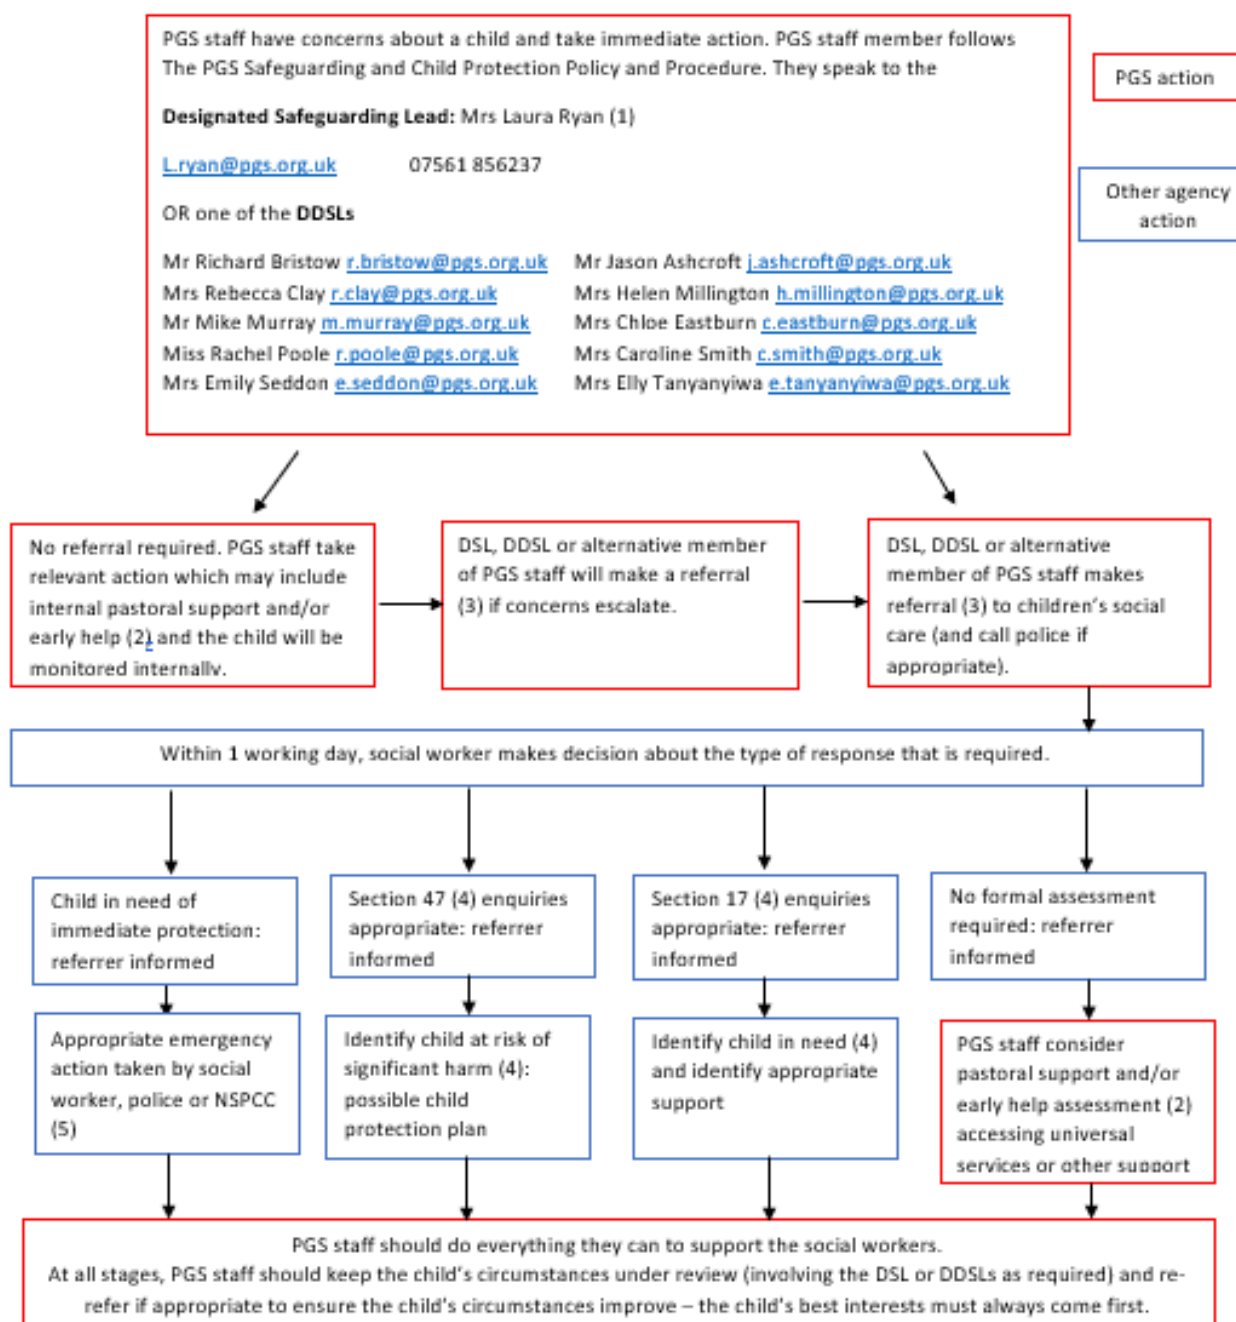 PGS staff have concerns about a child and take immediate action. PGS staff member follows
The PGS Safeguarding and Child Protection Policy and Procedure. They speak to the
Designated Safeguarding Lead: Mrs Laura Ryan (1)
L.ryan@pgs.org.uk 07561 856237
OR one of the DDSLs
Mr Richard Bristow r.bristow@pgs.org.uk Mr Jason Ashcroft j.ashcroft@pgs.org.uk
Mrs Rebecca Clay r.clay@pgs.org.uk Mrs Helen Millington h.millington@pgs.org.uk
Mr Mike Murray m.murray@pgs.org.uk Mrs Chloe Eastburn c.eastburn@pgs.org.uk
Miss Rachel Poole r.poole@pgs.org.uk Mrs Caroline Smith c.smith@pgs.org.uk
Mrs Emily Seddon e.seddon@pgs.org.uk Mrs Elly Tanyanyiwa e.tanyanyiwa@pgs.org.uk
PGS action
Other agency
action
No referral required. PGS staff take
relevant action which may include
internal pastoral support and/or
early help (2) and the child will be
monitored internally.
DSL, DDSL or alternative member
of PGS staff will make a referral
(3) if concerns escalate.
DSL, DDSL or alternative
member of PGS staff makes
referral (3) to children's social
care (and call police if
appropriate).
Within 1 working day, social worker makes decision about the type of response that is required.
Child in need of
immediate protection:
referrer informed
Section 47 (4) enquiries
appropriate: referrer
informed
Section 17 (4) enquiries
appropriate: referrer
informed
No formal assessment
required: referrer
informed
Appropriate emergency
action taken by social
worker, police or NSPCC
(5)
Identify child at risk of
significant harm (4):
possible child
protection plan
Identify child in need (4)
and identify appropriate
support
PGS staff consider
pastoral support and/or
early help assessment (2)
accessing universal
services or other support
PGS staff should do everything they can to support the social workers.
At all stages, PGS staff should keep the child's circumstances under review (involving the DSL or DDSLs as required) and re-
refer if appropriate to ensure the child's circumstances improve – the child's best interests must always come first.